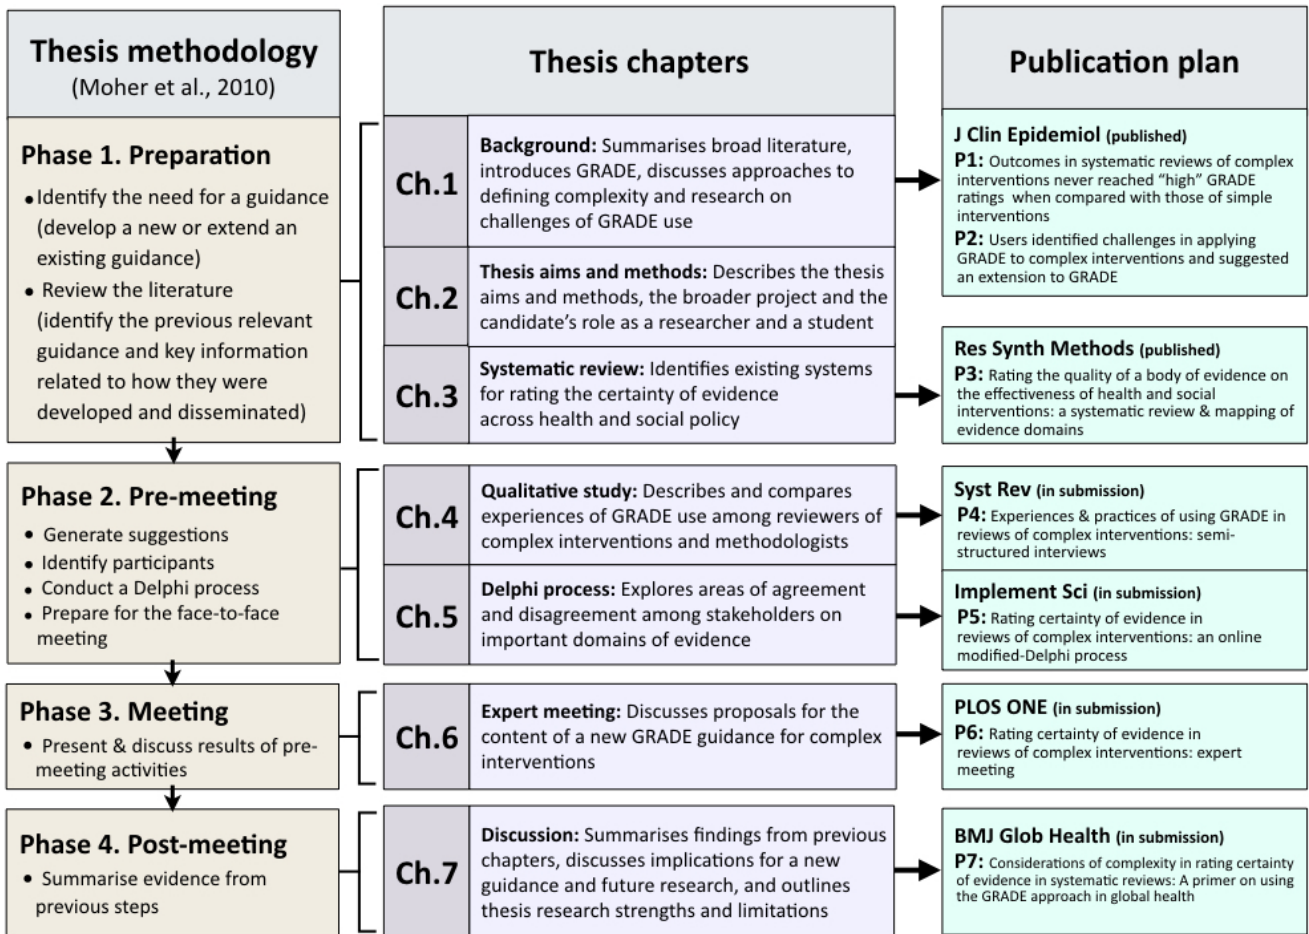 Thesis methodology
(Moher et al., 2010)
Phase 1. Preparation
• Identify the need for a guidance
(develop a new or extend an
existing guidance)
• Review the literature
(identify the previous relevant
guidance and key information
related to how they were
developed and disseminated)
Phase 2. Pre-meeting
• Generate suggestions
• Identify participants
• Conduct a Delphi process
• Prepare for the face-to-face
meeting
Phase 3. Meeting
• Present & discuss results of pre-
meeting activities
Phase 4. Post-meeting
• Summarise evidence from
previous steps
Thesis chapters
Ch.1
Background: Summarises broad literature,
introduces GRADE, discusses approaches to
defining complexity and research on
challenges of GRADE use
Ch.2
Thesis aims and methods: Describes the thesis
aims and methods, the broader project and the
candidate's role as a researcher and a student
Ch.3
Systematic review: Identifies existing systems
for rating the certainty of evidence
across health and social policy
Ch.4
Qualitative study: Describes and compares
experiences of GRADE use among reviewers of
complex interventions and methodologists
Ch.5
Delphi process: Explores areas of agreement
and disagreement among stakeholders on
important domains of evidence
Ch.6
Expert meeting: Discusses proposals for the
content of a new GRADE guidance for complex
interventions
Ch.7
Discussion: Summarises findings from previous
chapters, discusses implications for a new
guidance and future research, and outlines
thesis research strengths and limitations
Publication plan
J Clin Epidemiol (published)
P1: Outcomes in systematic reviews of complex
interventions never reached “high” GRADE
ratings when compared with those of simple
interventions
P2: Users identified challenges in applying
GRADE to complex interventions and suggested
an extension to GRADE
Res Synth Methods (published)
P3: Rating the quality of a body of evidence on
the effectiveness of health and social
interventions: a systematic review & mapping of
evidence domains
Syst Rev (in submission)
P4: Experiences & practices of using GRADE in
reviews of complex interventions: semi-
structured interviews
Implement Sci (in submission)
P5: Rating certainty of evidence in
reviews of complex interventions: an online
modified-Delphi process
PLOS ONE (in submission)
P6: Rating certainty of evidence in
reviews of complex interventions: expert
meeting
BMJ Glob Health (in submission)
P7: Considerations of complexity in rating certainty
of evidence in systematic reviews: A primer on using
the GRADE approach in global health